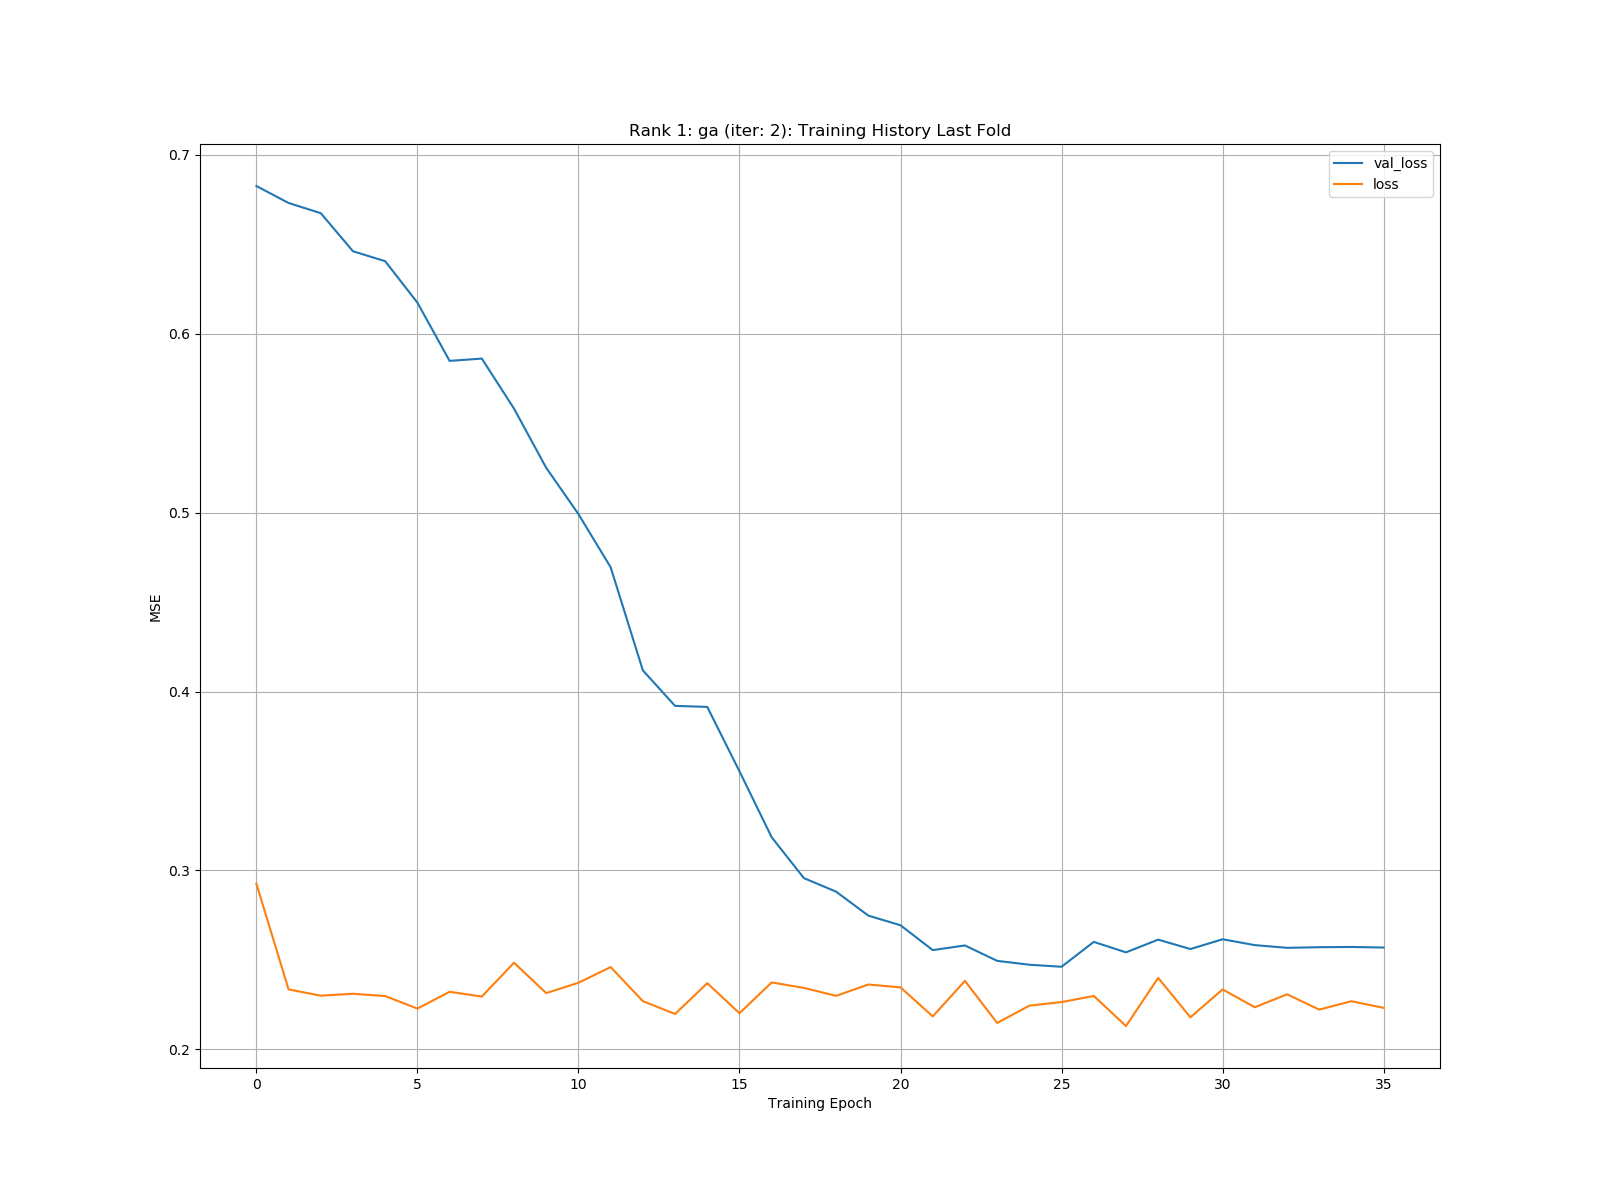 Rank 1: ga (iter: 2): Training History Last Fold
val_loss
loss
0.7
0.6
0.5
0.4
0.3
0.2
MSE
0 5 10 15 20 25 30 35
Training Epoch